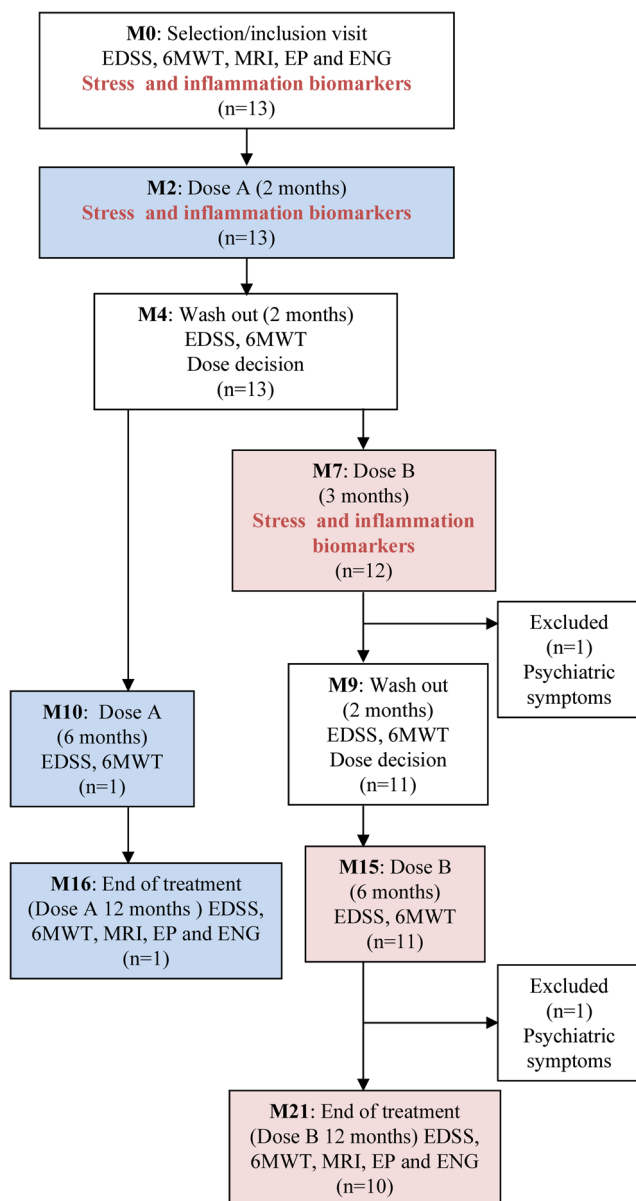 M0: Selection/inclusion visit
EDSS, 6MWT, MRI, EP and ENG
Stress and inflammation biomarkers
(n=13)
M2: Dose A (2 months)
Stress and inflammation biomarkers
(n=13)
M4: Wash out (2 months)
EDSS, 6MWT
Dose decision
(n=13)
M7: Dose B
(3 months)
Stress and inflammation
biomarkers
(n=12)
Excluded
(n=1)
Psychiatric
symptoms
M9: Wash out
(2 months)
EDSS, 6MWT
Dose decision
(n=11)
M10: Dose A
(6 months)
EDSS, 6MWT
(n=1)
M16: End of treatment
(Dose A 12 months ) EDSS,
6MWT, MRI, EP and ENG
(n=1)
M15: Dose B
(6 months)
EDSS, 6MWT
(n=11)
Excluded
(n=1)
Psychiatric
symptoms
M21: End of treatment
(Dose B 12 months) EDSS,
6MWT, MRI, EP and ENG
(n=10)